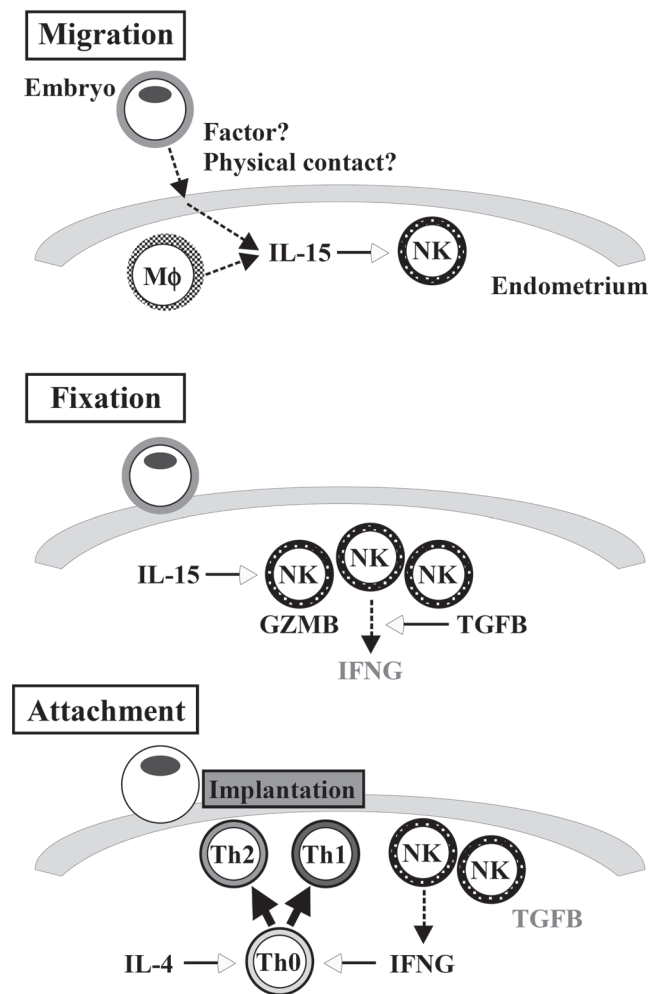 Migration
Embryo
Factor?
Physical contact?
Mϕ
IL-15
NK
Endometrium
Fixation
IL-15
NK
NK
NK
GZMB
TGFB
IFNG
Attachment
Implantation
Th2
Th1
NK
NK
TGFB
IL-4
Th0
IFNG